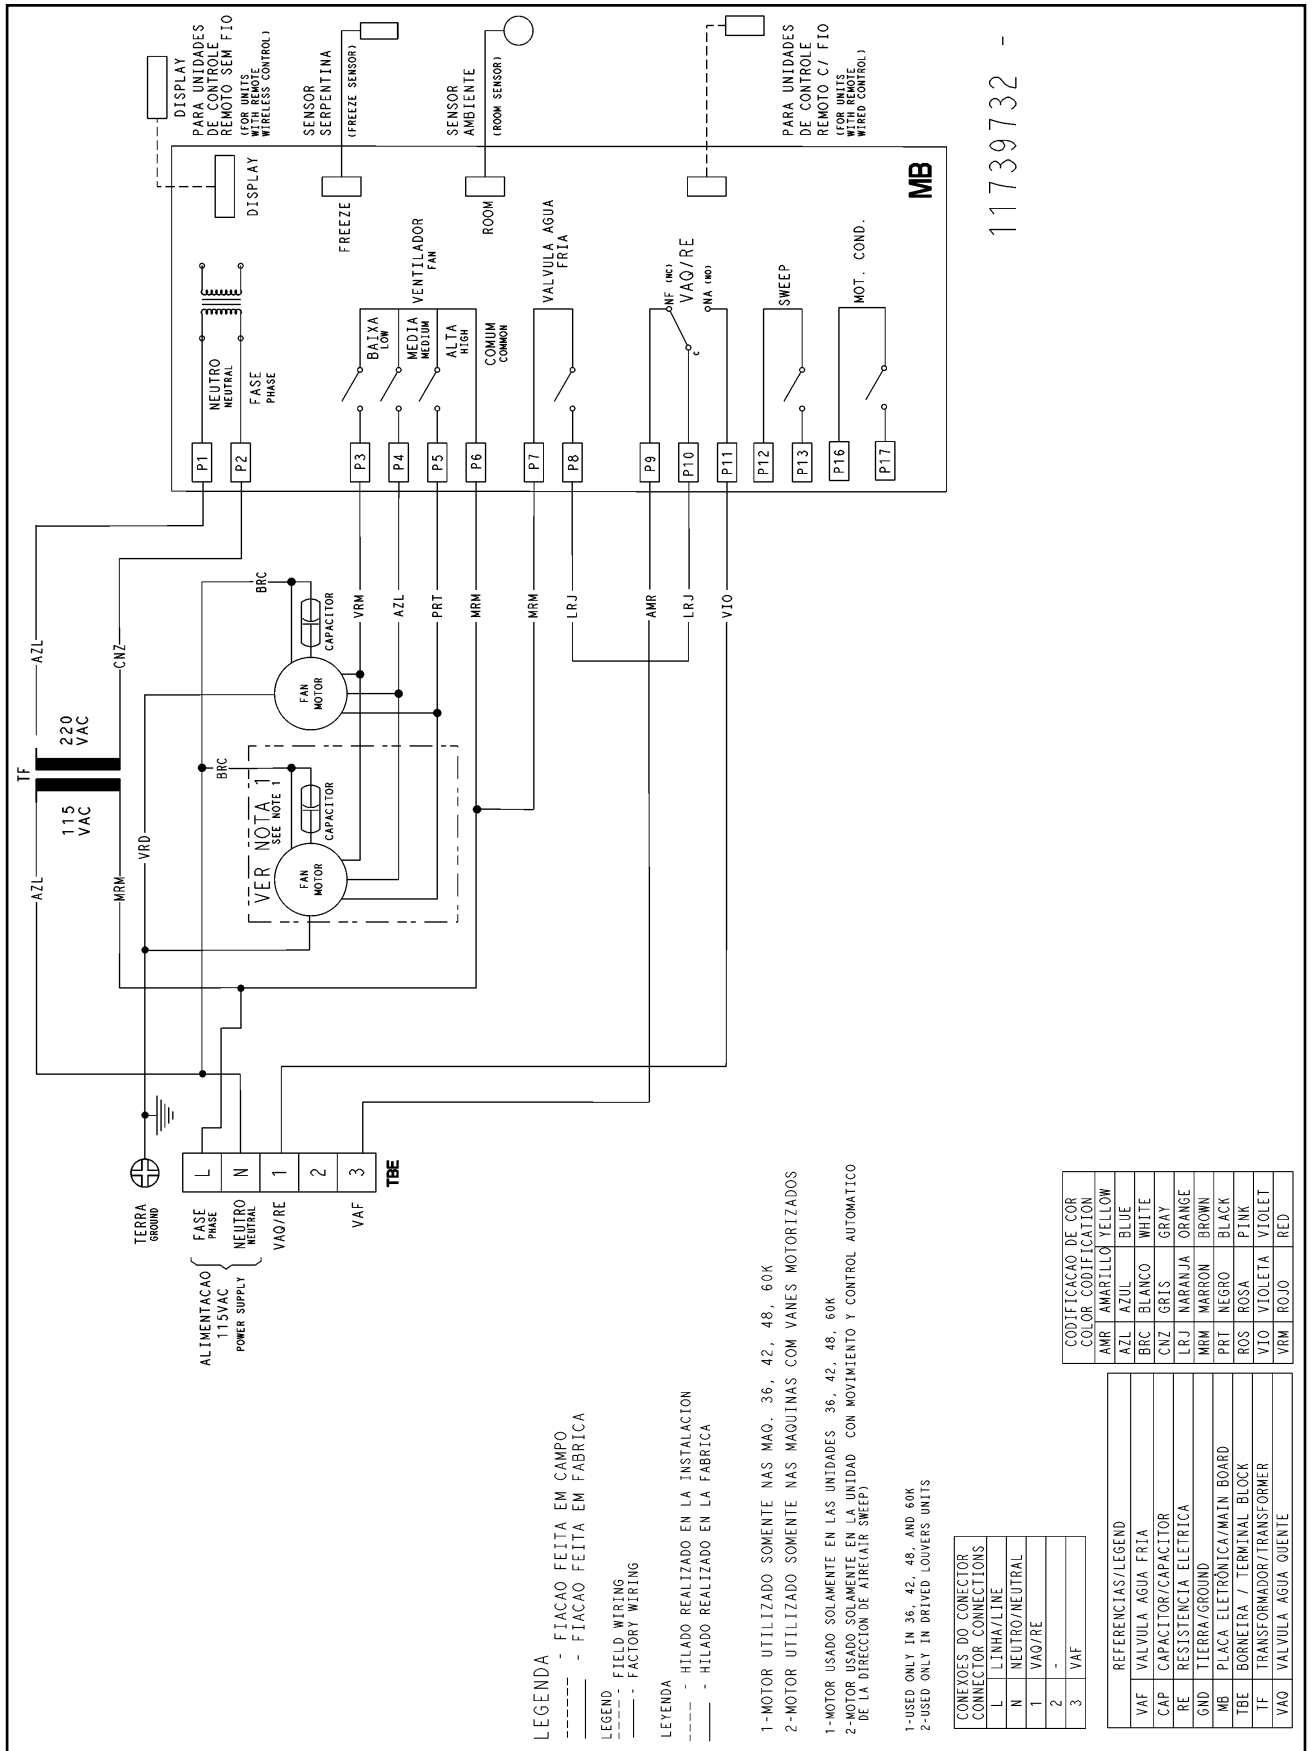 11739732 -
DISPLAY
PARA UNIDADES
DE CONTROLE
REMOTO SEM FIO
(FOR UNITS
WITH REMOTE
WIRELESS CONTROL)
SENSOR
SERPENTINA
(FREEZE SENSOR)
SENSOR
AMBIENTE
(ROOM SENSOR)
PARA UNIDADES
DE CONTROLE
REMOTO C/ FIO
(FOR UNITS
WITH REMOTE
WIRED CONTROL)
DISPLAY
FREEZE
ROOM
MB
NEUTRO
NEUTRAL
FASE
PHASE
BAIXA
LOW
MEDIA
MEDIUM
ALTA
HIGH
COMUM
COMMON
VENTILADOR
FAN
VALVULA AGUA
FRIA
NF (NC)
VAQ/RE
NA (NO)
C
SWEEP
MOT. COND.
P1
P2
P3
P4
P5
P6
P7
P8
P9
P10
P11
P12
P13
P16
P17
AZL
CNZ
BRC
VRM
AZL
PRT
MRM
MRM
LRJ
AMR
LRJ
VIO
TF
220
VAC
115
VAC
AZL
MRM
VRD
BRC
CAPACITOR
FAN
MOTOR
VER NOTA 1
SEE NOTE 1
CAPACITOR
FAN
MOTOR
TERRA
GROUND
FASE
PHASE
NEUTRO
NEUTRAL
VAQ/RE
VAF
L
N
1
2
3
TBE
ALIMENTACAO
115VAC
POWER SUPPLY
LEGENDA
------ - FIACAO FEITA EM CAMPO
——— - FIACAO FEITA EM FABRICA
LEGEND
----- - FIELD WIRING
——— - FACTORY WIRING
LEYENDA
---- - HILADO REALIZADO EN LA INSTALACION
——— - HILADO REALIZADO EN LA FABRICA
1-MOTOR UTILIZADO SOMENTE NAS MAQ. 36, 42, 48, 60K
2-MOTOR UTILIZADO SOMENTE NAS MAQUINAS COM VANES MOTORIZADOS
1-MOTOR USADO SOLAMENTE EN LAS UNIDADES 36, 42, 48, 60K
2-MOTOR USADO SOLAMENTE EN LA UNIDAD CON MOVIMIENTO Y CONTROL AUTOMATICO
DE LA DIRECCION DE AIRE(AIR SWEEP)
1-USED ONLY IN 36, 42, 48, AND 60K
2-USED ONLY IN DRIVED LOUVERS UNITS
CONEXOES DO CONECTOR
CONNECTOR CONNECTIONS
L LINHA/LINE
N NEUTRO/NEUTRAL
1 VAQ/RE
2 -
3 VAF
REFERENCIAS/LEGEND
VAF VALVULA AGUA FRIA
CAP CAPACITOR/CAPACITOR
RE RESISTENCIA ELETRICA
GND TIERRA/GROUND
MB PLACA ELETRÔNICA/MAIN BOARD
TBE BORNEIRA / TERMINAL BLOCK
TF TRANSFORMADOR/TRANSFORMER
VAQ VALVULA AGUA QUENTE
CODIFICACAO DE COR
COLOR CODIFICATION
AMR AMARILLO YELLOW
AZL AZUL BLUE
BRC BLANCO WHITE
CNZ GRIS GRAY
LRJ NARANJA ORANGE
MRM MARRON BROWN
PRT NEGRO BLACK
ROS ROSA PINK
VIO VIOLETA VIOLET
VRM ROJO RED